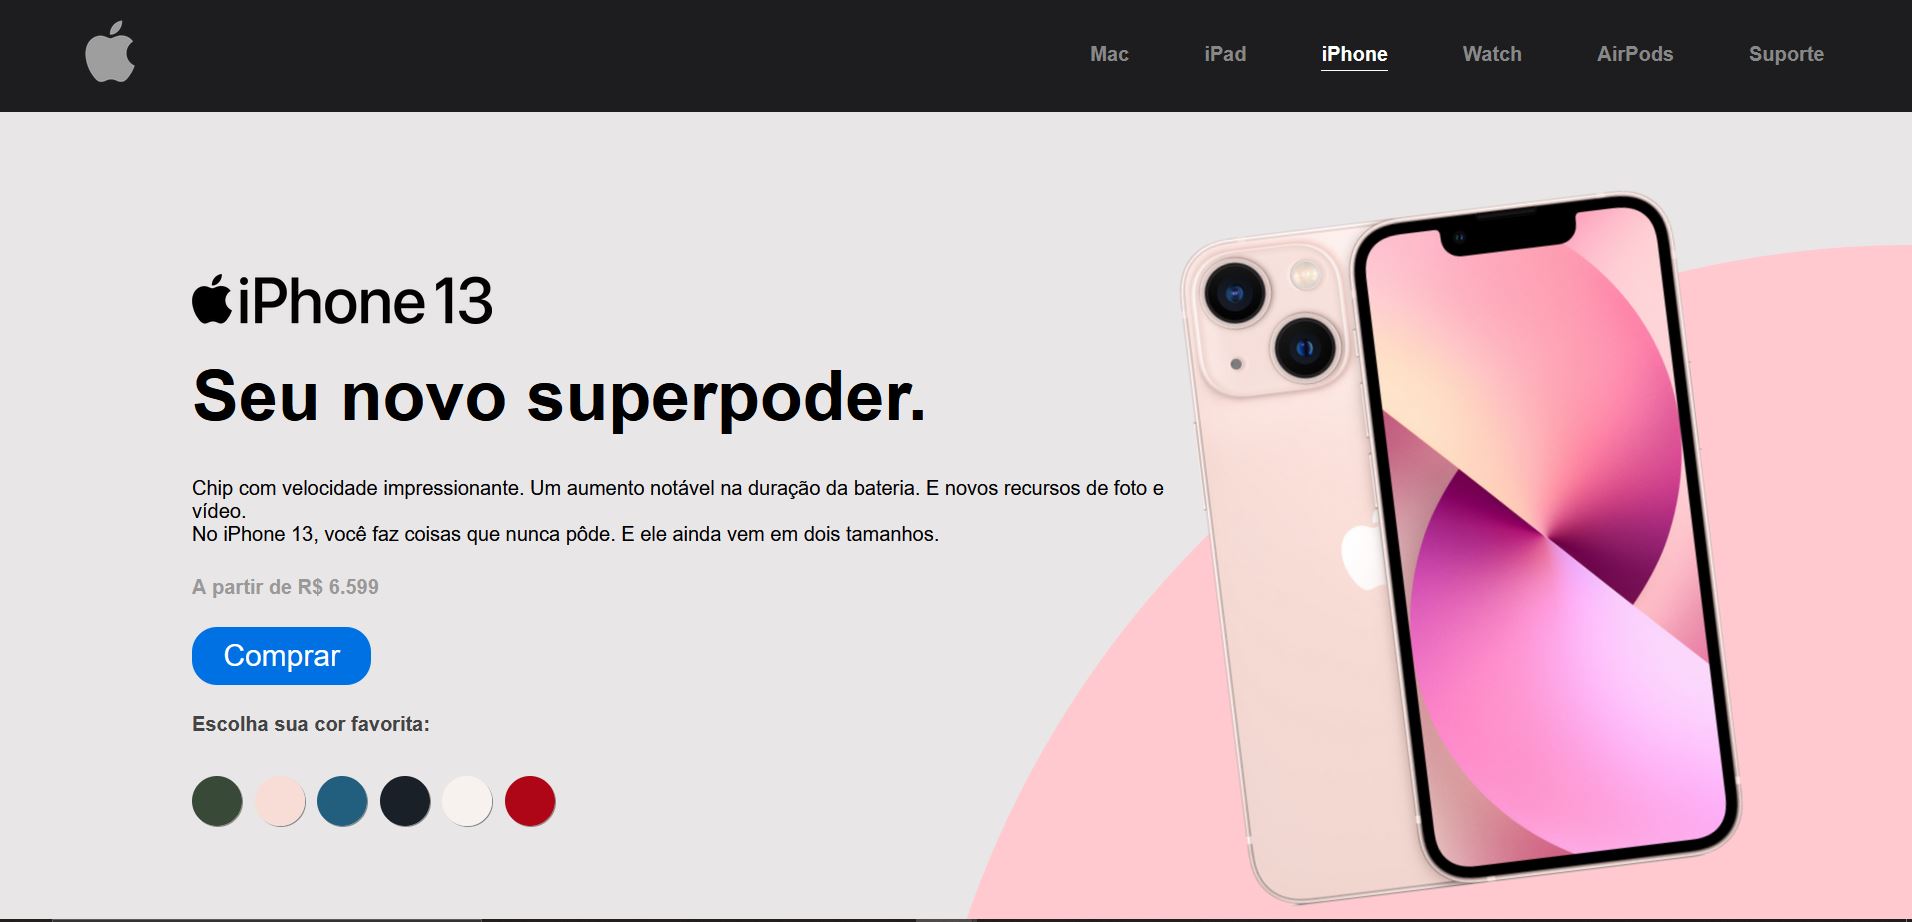 Mac
iPad
iPhone
Watch
AirPods
Suporte
iPhone 13
Seu novo superpoder.
Chip com velocidade impressionante. Um aumento notável na duração da bateria. E novos recursos de foto e
vídeo.
No iPhone 13, você faz coisas que nunca pôde. E ele ainda vem em dois tamanhos.
A partir de R$ 6.599
Comprar
Escolha sua cor favorita: